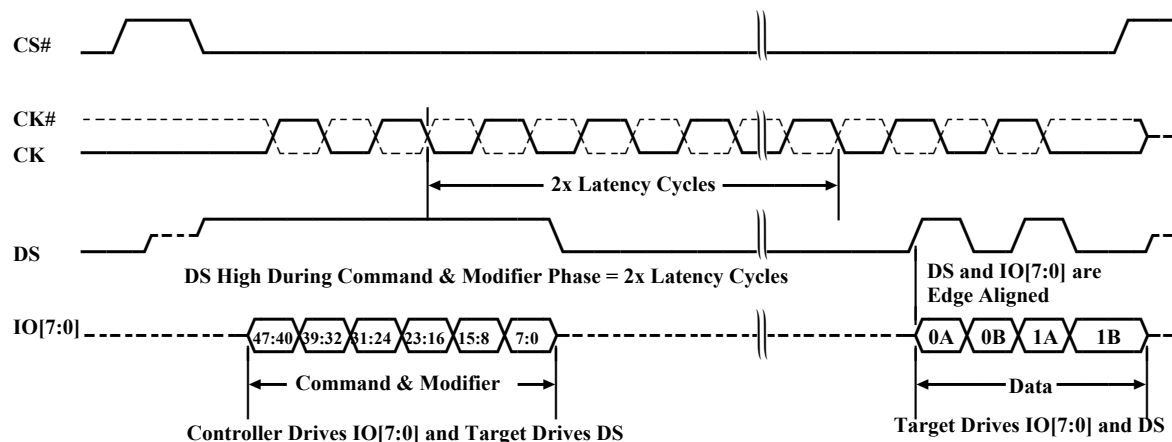 CS#
CK#
CK
2x Latency Cycles
DS
DS High During Command & Modifier Phase = 2x Latency Cycles
DS and IO[7:0] are
Edge Aligned
IO[7:0]
47:40 39:32 31:24 23:16 15:8 7:0
0A 0B 1A 1B
Command & Modifier
Data
Controller Drives IO[7:0] and Target Drives DS
Target Drives IO[7:0] and DS